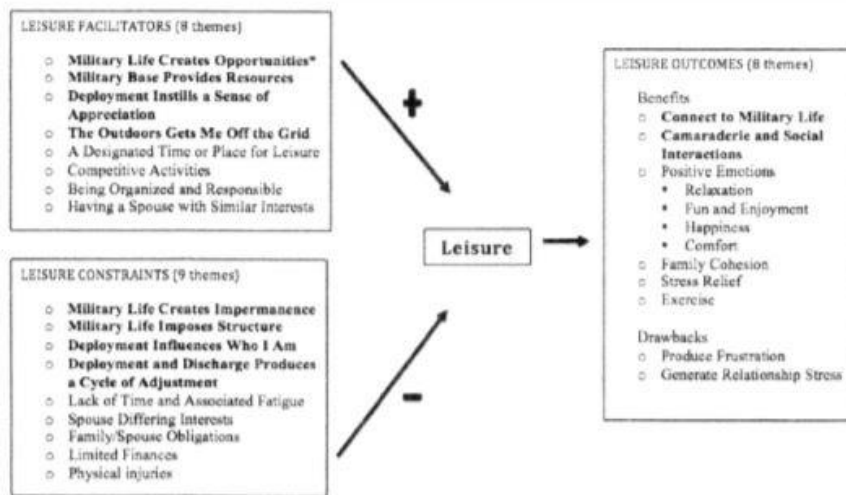 LEISURE FACILITATORS (8 themes)
o Military Life Creates Opportunities*
o Military Base Provides Resources
o Deployment Instills a Sense of
Appreciation
o The Outdoors Gets Me Off the Grid
o A Designated Time or Place for Leisure
o Competitive Activities
o Being Organized and Responsible
o Having a Spouse with Similar Interests
+
LEISURE CONSTRAINTS (9 themes)
o Military Life Creates Impermanence
o Military Life Imposes Structure
o Deployment Influences Who I Am
o Deployment and Discharge Produces
a Cycle of Adjustment
o Lack of Time and Associated Fatigue
o Spouse Differing Interests
o Family/Spouse Obligations
o Limited Finances
o Physical injuries
-
Leisure
LEISURE OUTCOMES (8 themes)
Benefits
o Connect to Military Life
o Camaraderie and Social
Interactions
o Positive Emotions
• Relaxation
• Fun and Enjoyment
• Happiness
• Comfort
o Family Cohesion
o Stress Relief
o Exercise
Drawbacks
o Produce Frustration
o Generate Relationship Stress